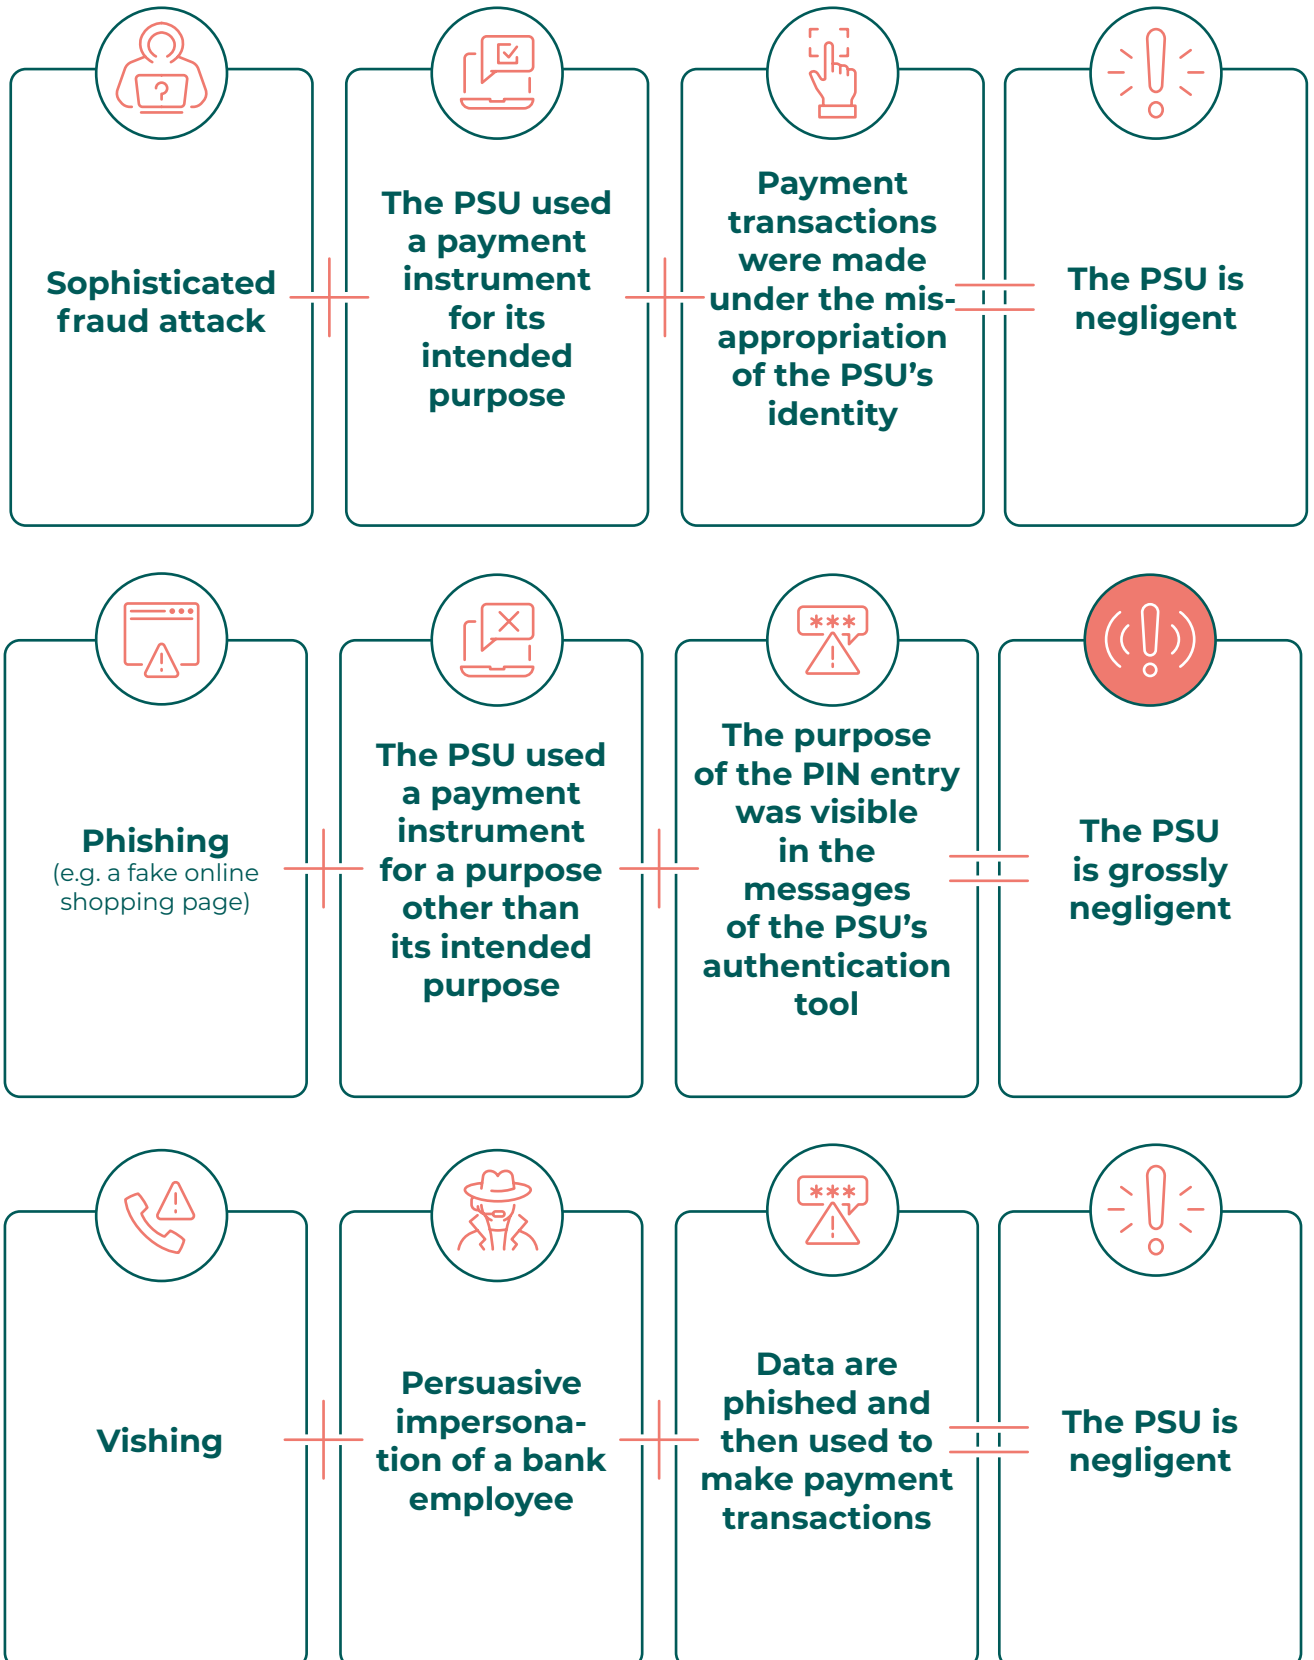 Sophisticated
fraud attack
The PSU used
a payment
instrument
for its
intended
purpose
Payment
transactions
were made
under the mis-
appropriation
of the PSU’s
identity
The PSU is
negligent
Phishing
(e.g. a fake online
shopping page)
The PSU used
a payment
instrument
for a purpose
other than
its intended
purpose
The purpose
of the PIN entry
was visible
in the
messages
of the PSU’s
authentication
tool
The PSU
is grossly
negligent
Vishing
Persuasive
impersona-
tion of a bank
employee
Data are
phished and
then used to
make payment
transactions
The PSU is
negligent